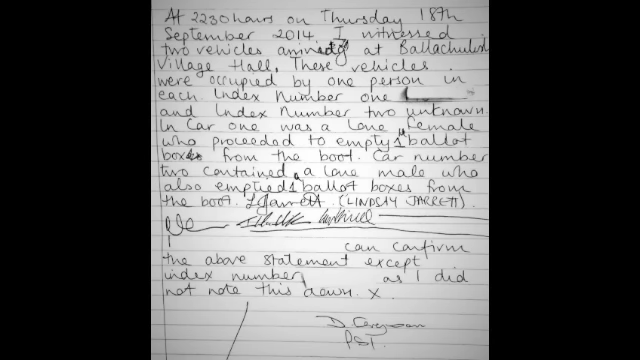 At 2230 hours on Thursday 18th
September 2014 I witnessed
two vehicles arriving at Ballachulish
Village Hall, These vehicles
were occupied by one person in
each. Index Number one
and Index Number two unknown.
In Car one was a lone female
who proceeded to empty 1 ballot
box from the boot. Car number
two contained a lone male who
also emptied 1 ballot boxes from
the boot. L Jarrett. (LINDSAY JARRETT)
I can confirm
the above statement except
index number, as I did
not note this down. x
D. Ferguson